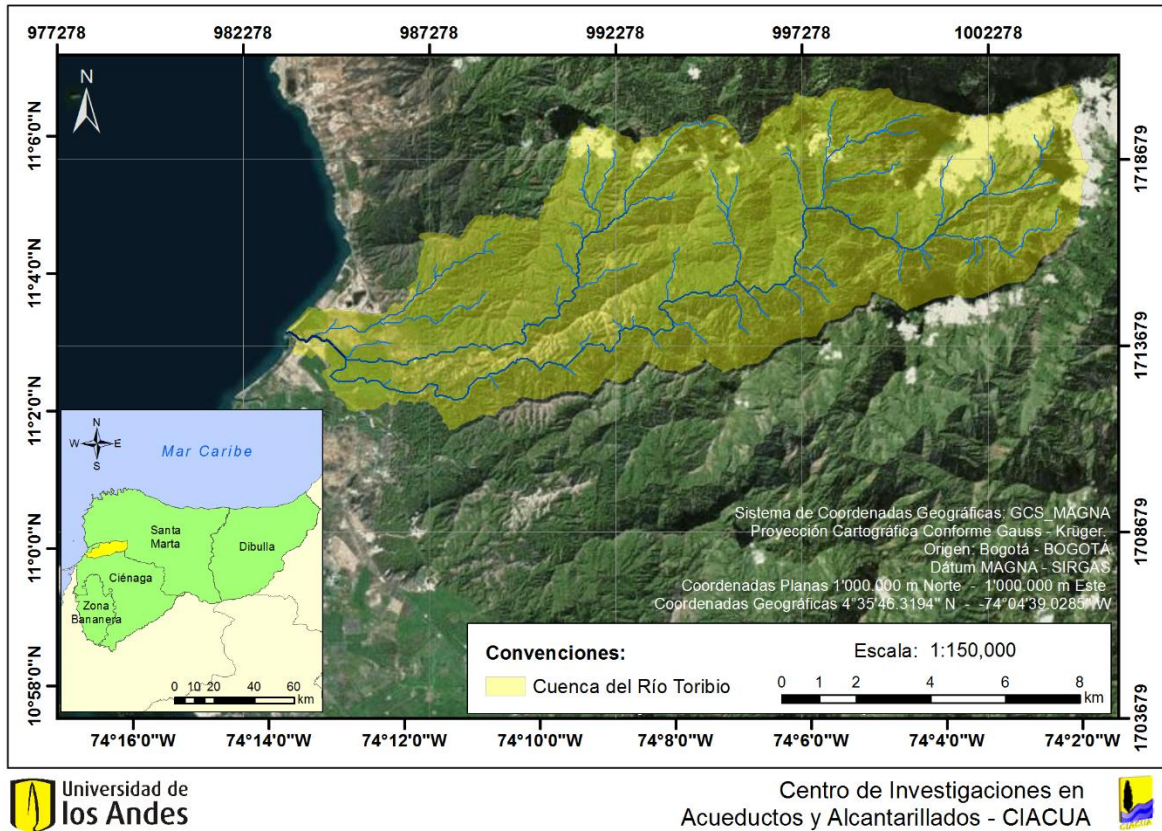 977278 982278 987278 992278 997278 1002278
N
11°6'0"N
1718679
11°4'0"N
1713679
11°2'0"N
N
W E
S
Mar Caribe
Santa
Marta
Dibulla
Ciénaga
Zona
Bananera
0 10 20 40 60
km
11°0'0"N
10°58'0"N
Sistema de Coordenadas Geográficas: GCS_MAGNA
Proyección Cartográfica Conforme Gauss - Krüger.
Origen: Bogotá - BOGOTÁ
Dátum MAGNA - SIRGAS
Coordenadas Planas 1'000.000 m Norte - 1'000.000 m Este
Coordenadas Geográficas 4°35'46.3194" N - -74°04'39.0285" W
1708679
Convenciones:
Cuenca del Río Toribio
Escala: 1:150,000
0 1 2 4 6 8
km
1703679
74°16'0"W 74°14'0"W 74°12'0"W 74°10'0"W 74°8'0"W 74°6'0"W 74°4'0"W 74°2'0"W
Universidad de
los Andes
Centro de Investigaciones en
Acueductos y Alcantarillados - CIACUA
CIACUA